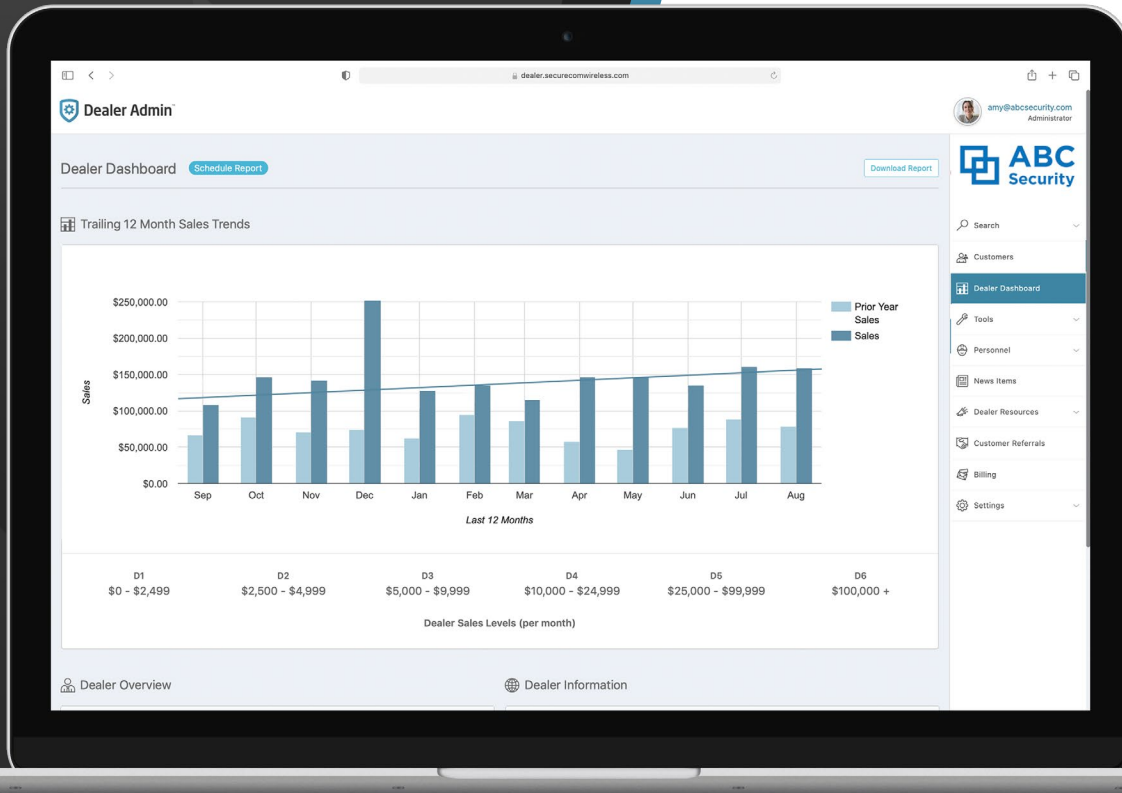 dealer.securecomwireless.com
Dealer Admin™
amy@abcsecurity.com
Administrator
Dealer Dashboard
Schedule Report
Download Report
ABC
Security
Trailing 12 Month Sales Trends
$250,000.00
$200,000.00
$150,000.00
$100,000.00
$50,000.00
$0.00
Sales
Sep Oct Nov Dec Jan Feb Mar Apr May Jun Jul Aug
Last 12 Months
Prior Year
Sales
Sales
D1 D2 D3 D4 D5 D6
$0 - $2,499 $2,500 - $4,999 $5,000 - $9,999 $10,000 - $24,999 $25,000 - $99,999 $100,000 +
Dealer Sales Levels (per month)
Dealer Overview
Dealer Information
Search
Customers
Dealer Dashboard
Tools
Personnel
News Items
Dealer Resources
Customer Referrals
Billing
Settings